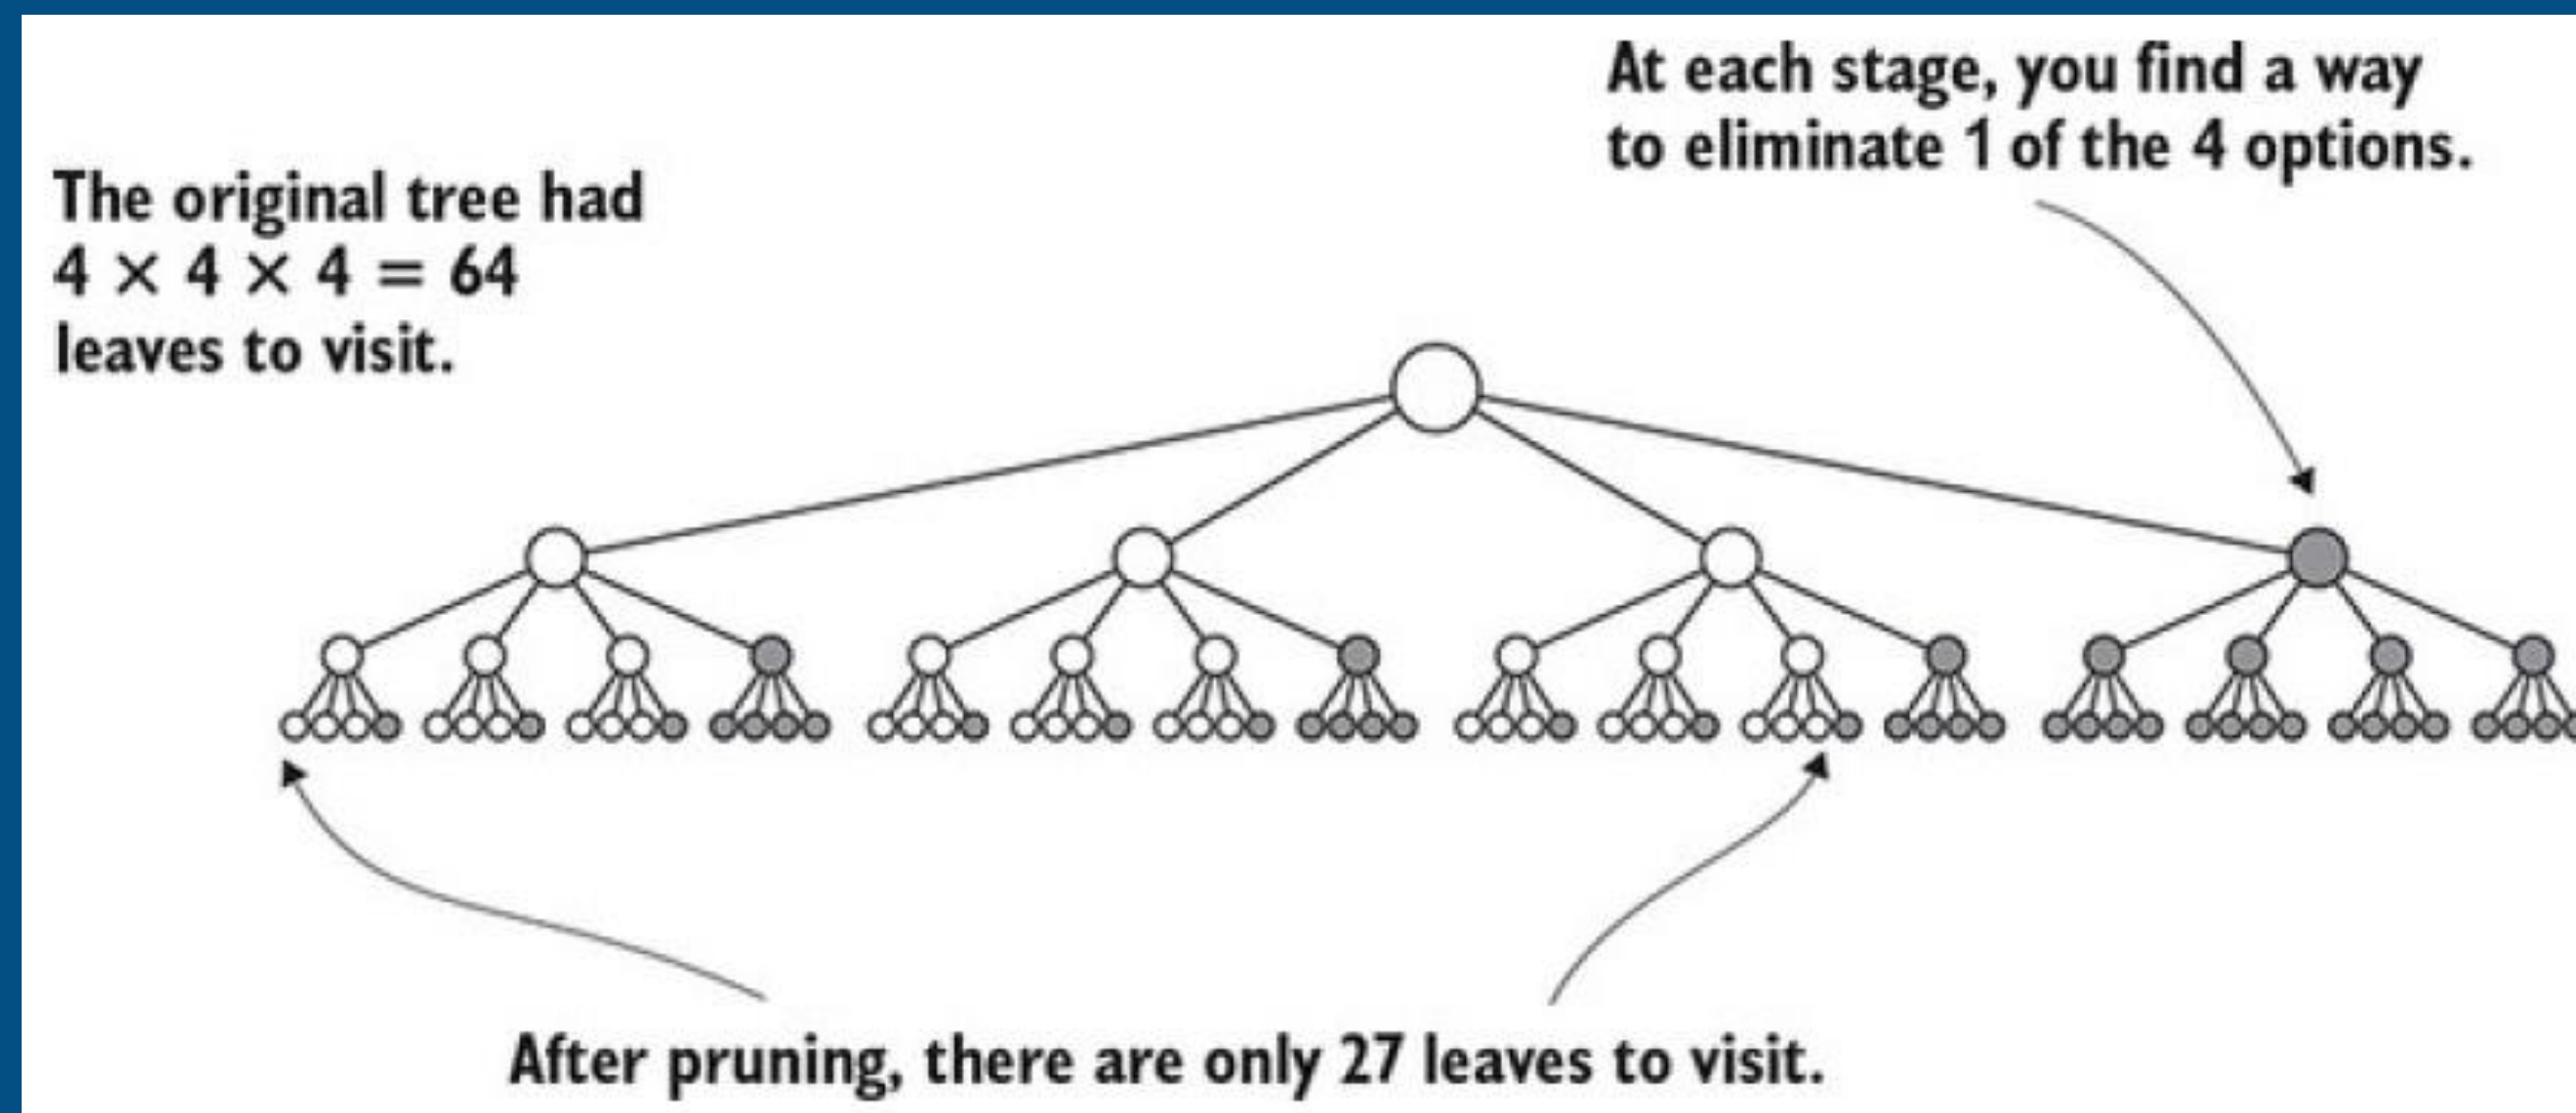 At each stage, you find a way
to eliminate 1 of the 4 options.
The original tree had
4 × 4 × 4 = 64
leaves to visit.
After pruning, there are only 27 leaves to visit.